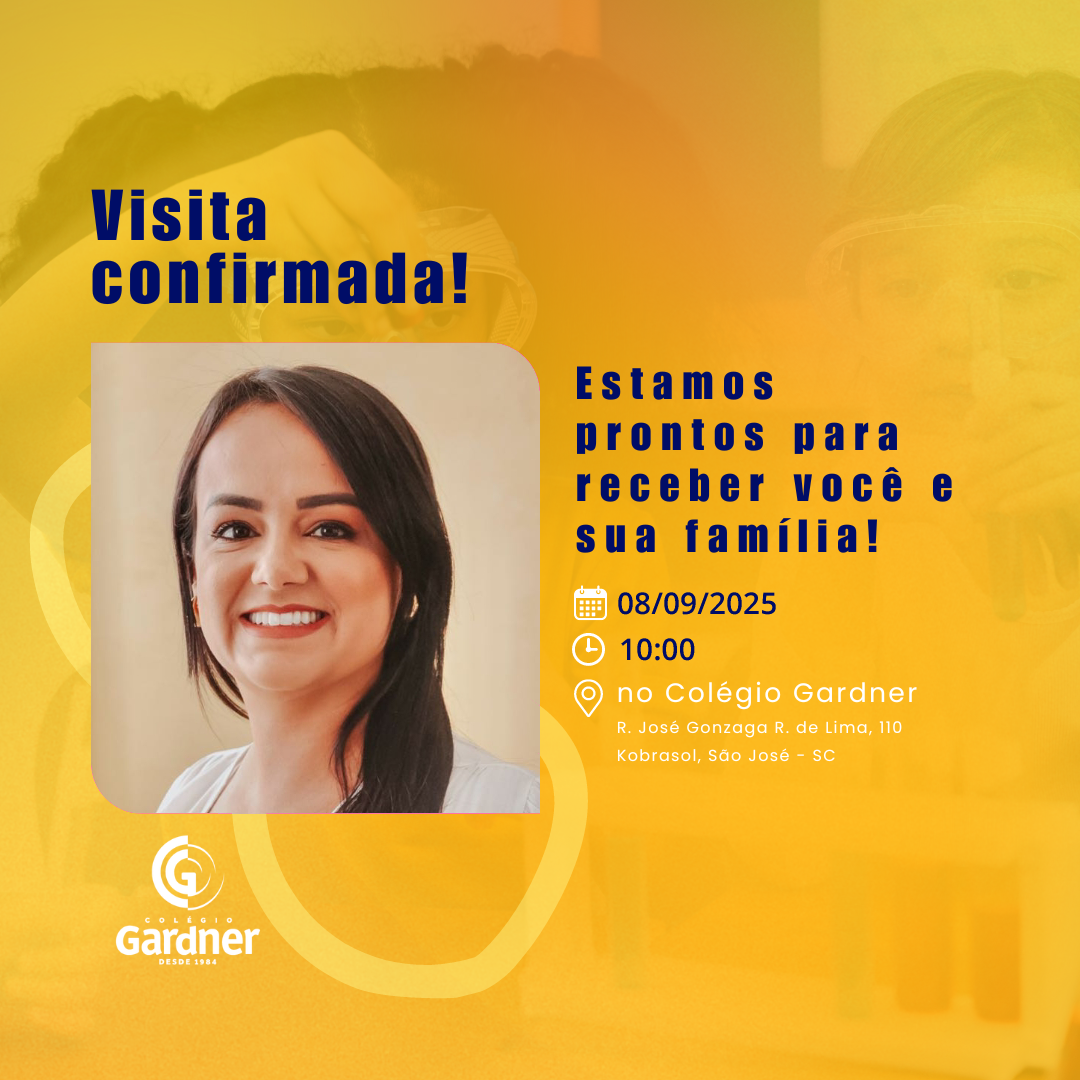 Visita
confirmada!
Estamos
prontos para
receber você e
sua família!
08/09/2025
10:00
no Colégio Gardner
R. José Gonzaga R. de Lima, 110
Kobrasol, São José - SC
G
COLÉGIO
Gardner
DESDE 1984